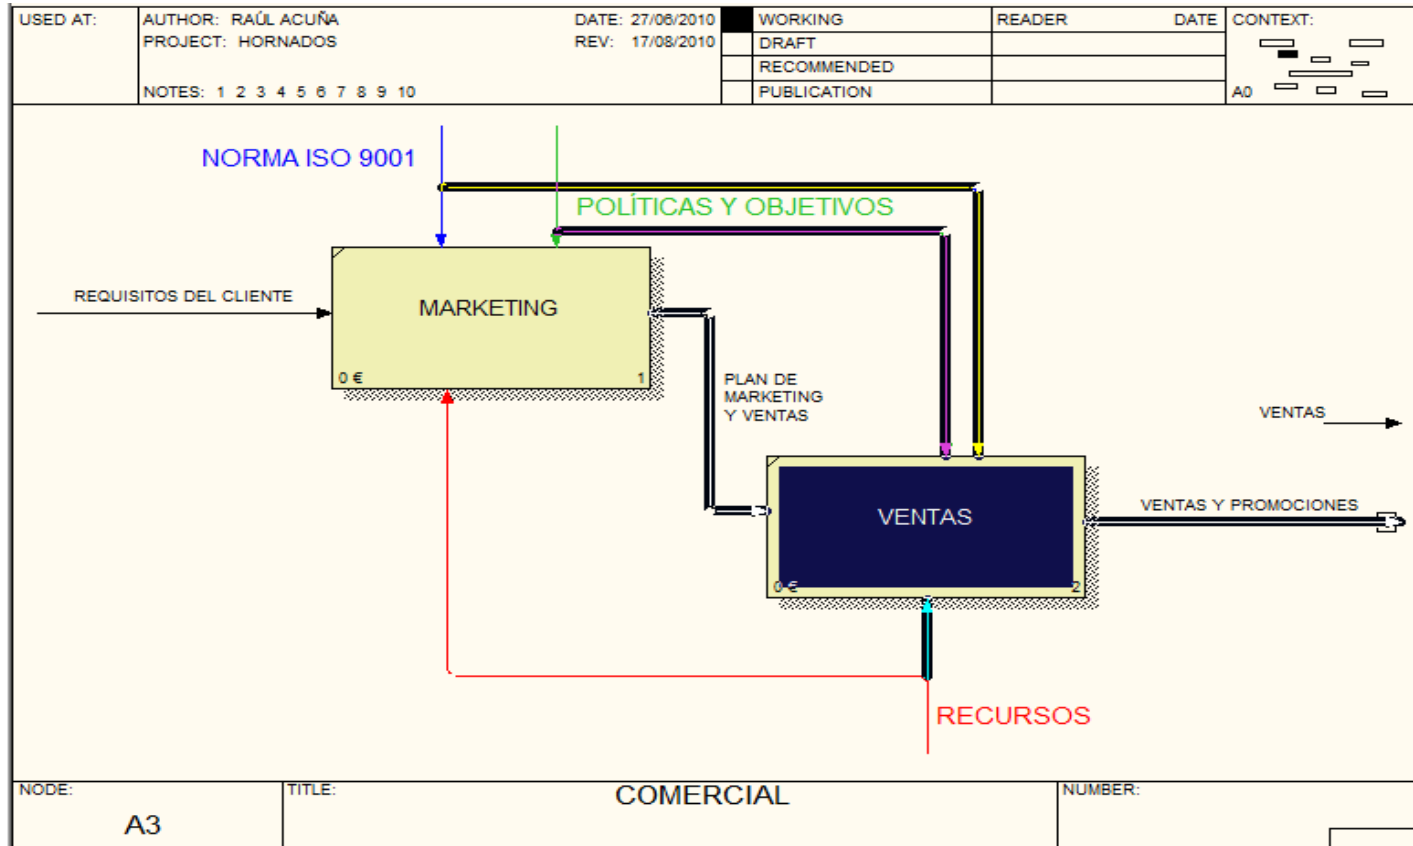 USED AT:
AUTHOR: RAÚL ACUÑA
DATE: 27/06/2010
WORKING
READER
DATE
CONTEXT:
PROJECT: HORNADOS
REV: 17/08/2010
DRAFT
RECOMMENDED
NOTES: 1 2 3 4 5 6 7 8 9 10
PUBLICATION
A0
NORMA ISO 9001
POLÍTICAS Y OBJETIVOS
REQUISITOS DEL CLIENTE
MARKETING
0 €
1
PLAN DE
MARKETING
Y VENTAS
VENTAS
VENTAS Y PROMOCIONES
VENTAS
0 €
2
RECURSOS
NODE:
TITLE:
COMERCIAL
NUMBER:
A3